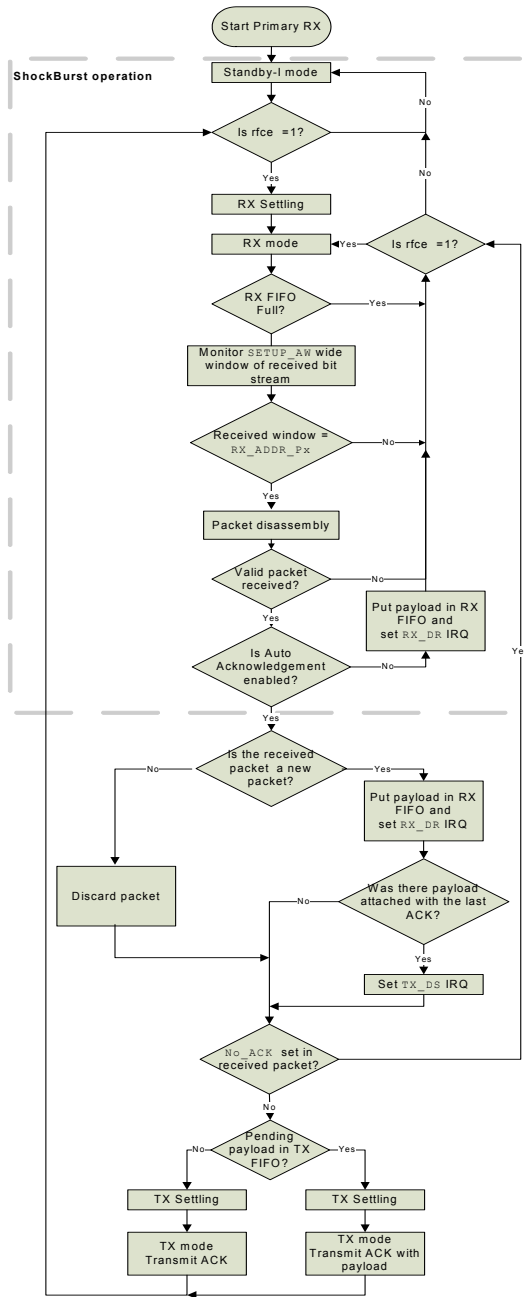 Start Primary RX
ShockBurst operation
Standby-I mode
No
Is rfce =1?
Yes
No
RX Settling
RX mode
Yes
Is rfce =1?
RX FIFO
Full?
Yes
Monitor SETUP_AW wide
window of received bit
stream
Received window =
RX_ADDR_Px
No
Yes
Packet disassembly
Valid packet
received?
No
Yes
Put payload in RX
FIFO and
set RX_DR IRQ
Ye
Is Auto
Acknowledgement
enabled?
No
Yes
Is the received
packet a new
packet?
No
Yes
Put payload in RX
FIFO and
set RX_DR IRQ
Discard packet
Was there payload
attached with the last
ACK?
No
Yes
Set TX_DS IRQ
No_ACK set in
received packet?
No
Pending
payload in TX
FIFO?
No
Yes
TX Settling
TX Settling
TX mode
Transmit ACK
TX mode
Transmit ACK with
payload